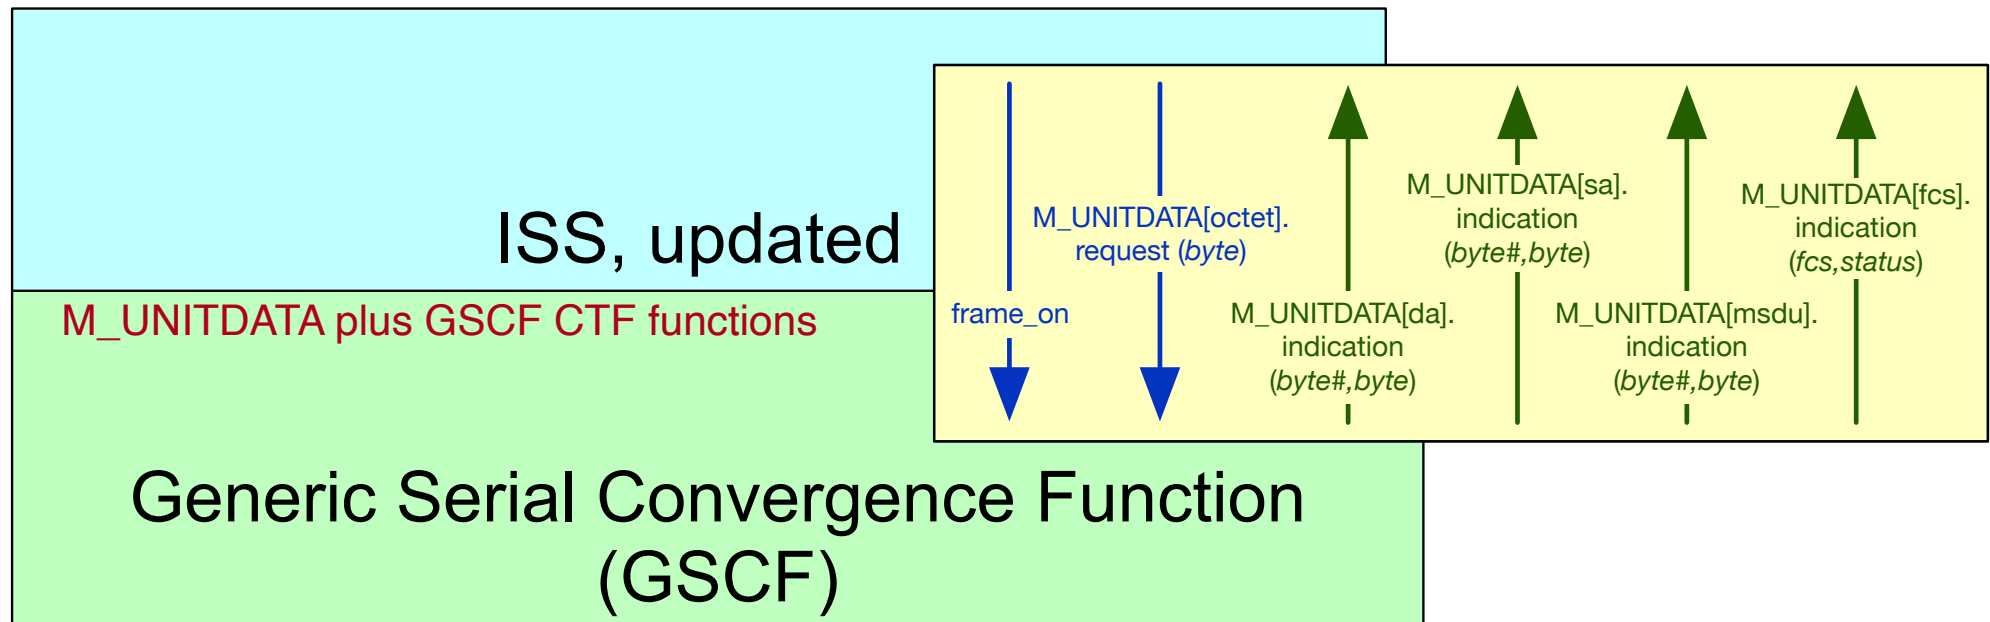 ISS, updated
M_UNITDATA plus GSCF CTF functions
Generic Serial Convergence Function
(GSCF)
frame_on
M_UNITDATA[octet].
request (byte)
M_UNITDATA[da].
indication
(byte#,byte)
M_UNITDATA[sa].
indication
(byte#,byte)
M_UNITDATA[msdu].
indication
(byte#,byte)
M_UNITDATA[fcs].
indication
(fcs,status)